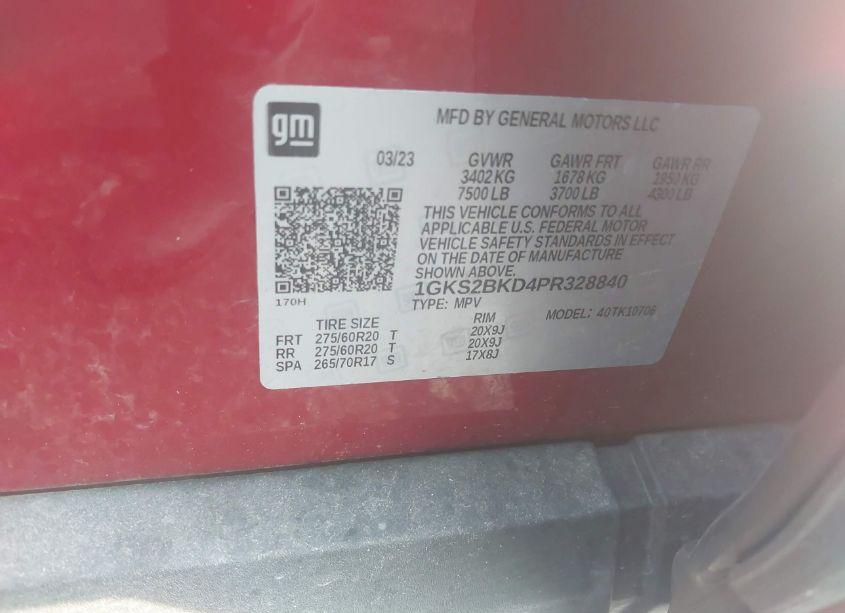 gm
MFD BY GENERAL MOTORS LLC
03/23 GVWR GAWR FRT GAWR RR
3402 KG 1678 KG 1950 KG
7500 LB 3700 LB 4300 LB
THIS VEHICLE CONFORMS TO ALL
APPLICABLE U.S. FEDERAL MOTOR
VEHICLE SAFETY STANDARDS IN EFFECT
ON THE DATE OF MANUFACTURE
SHOWN ABOVE.
1GKS2BKD4PR328840
170H
TYPE: MPV MODEL: 40TK10706
TIRE SIZE RIM
FRT 275/60R20 T 20X9J
RR 275/60R20 T 20X9J
SPA 265/70R17 S 17X8J